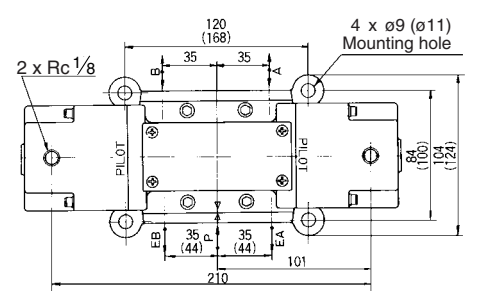 120
(168)
4 x ø9 (ø11)
Mounting hole
35
35
B
A
2 x Rc 1/8
PILOT
PILOT
84
(100)
104
(124)
EB
35
(44)
P
35
(44)
EA
101
210